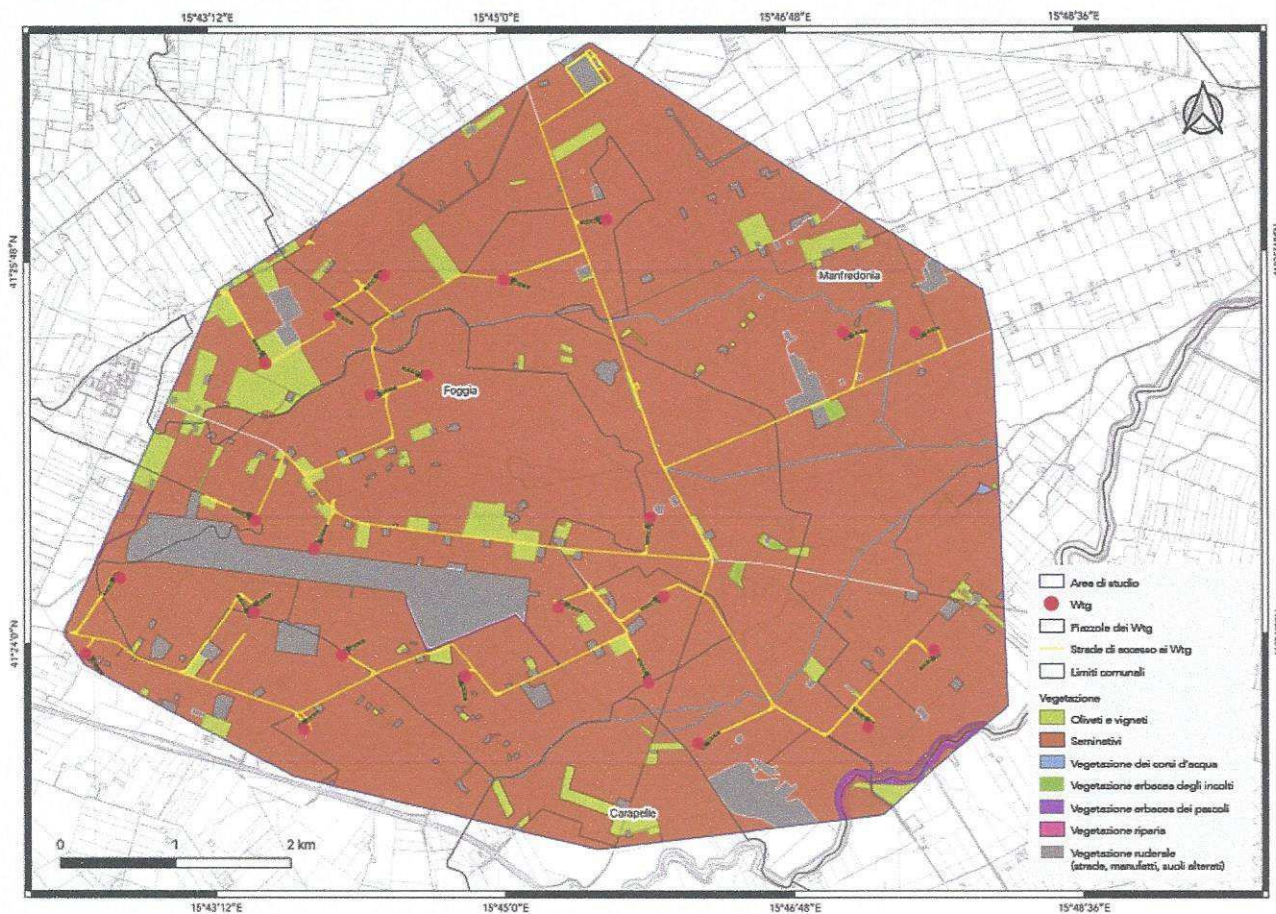 15°43'12"E 15°45'0"E 15°46'48"E 15°48'36"E
41°25'48"N
Manfredonia
Foggia
41°24'0"N
Carapelle
Area di studio
Wtg
Piazzole dei Wtg
Strade di accesso ai Wtg
Limiti comunali
Vegetazione
Oliveti e vigneti
Seminativi
Vegetazione dei corsi d'acqua
Vegetazione erbacea degli incolti
Vegetazione erbacea dei pascoli
Vegetazione riparia
Vegetazione ruderale
(strade, manufatti, suoli alterati)
0 1 2 km
15°43'12"E 15°45'0"E 15°46'48"E 15°48'36"E